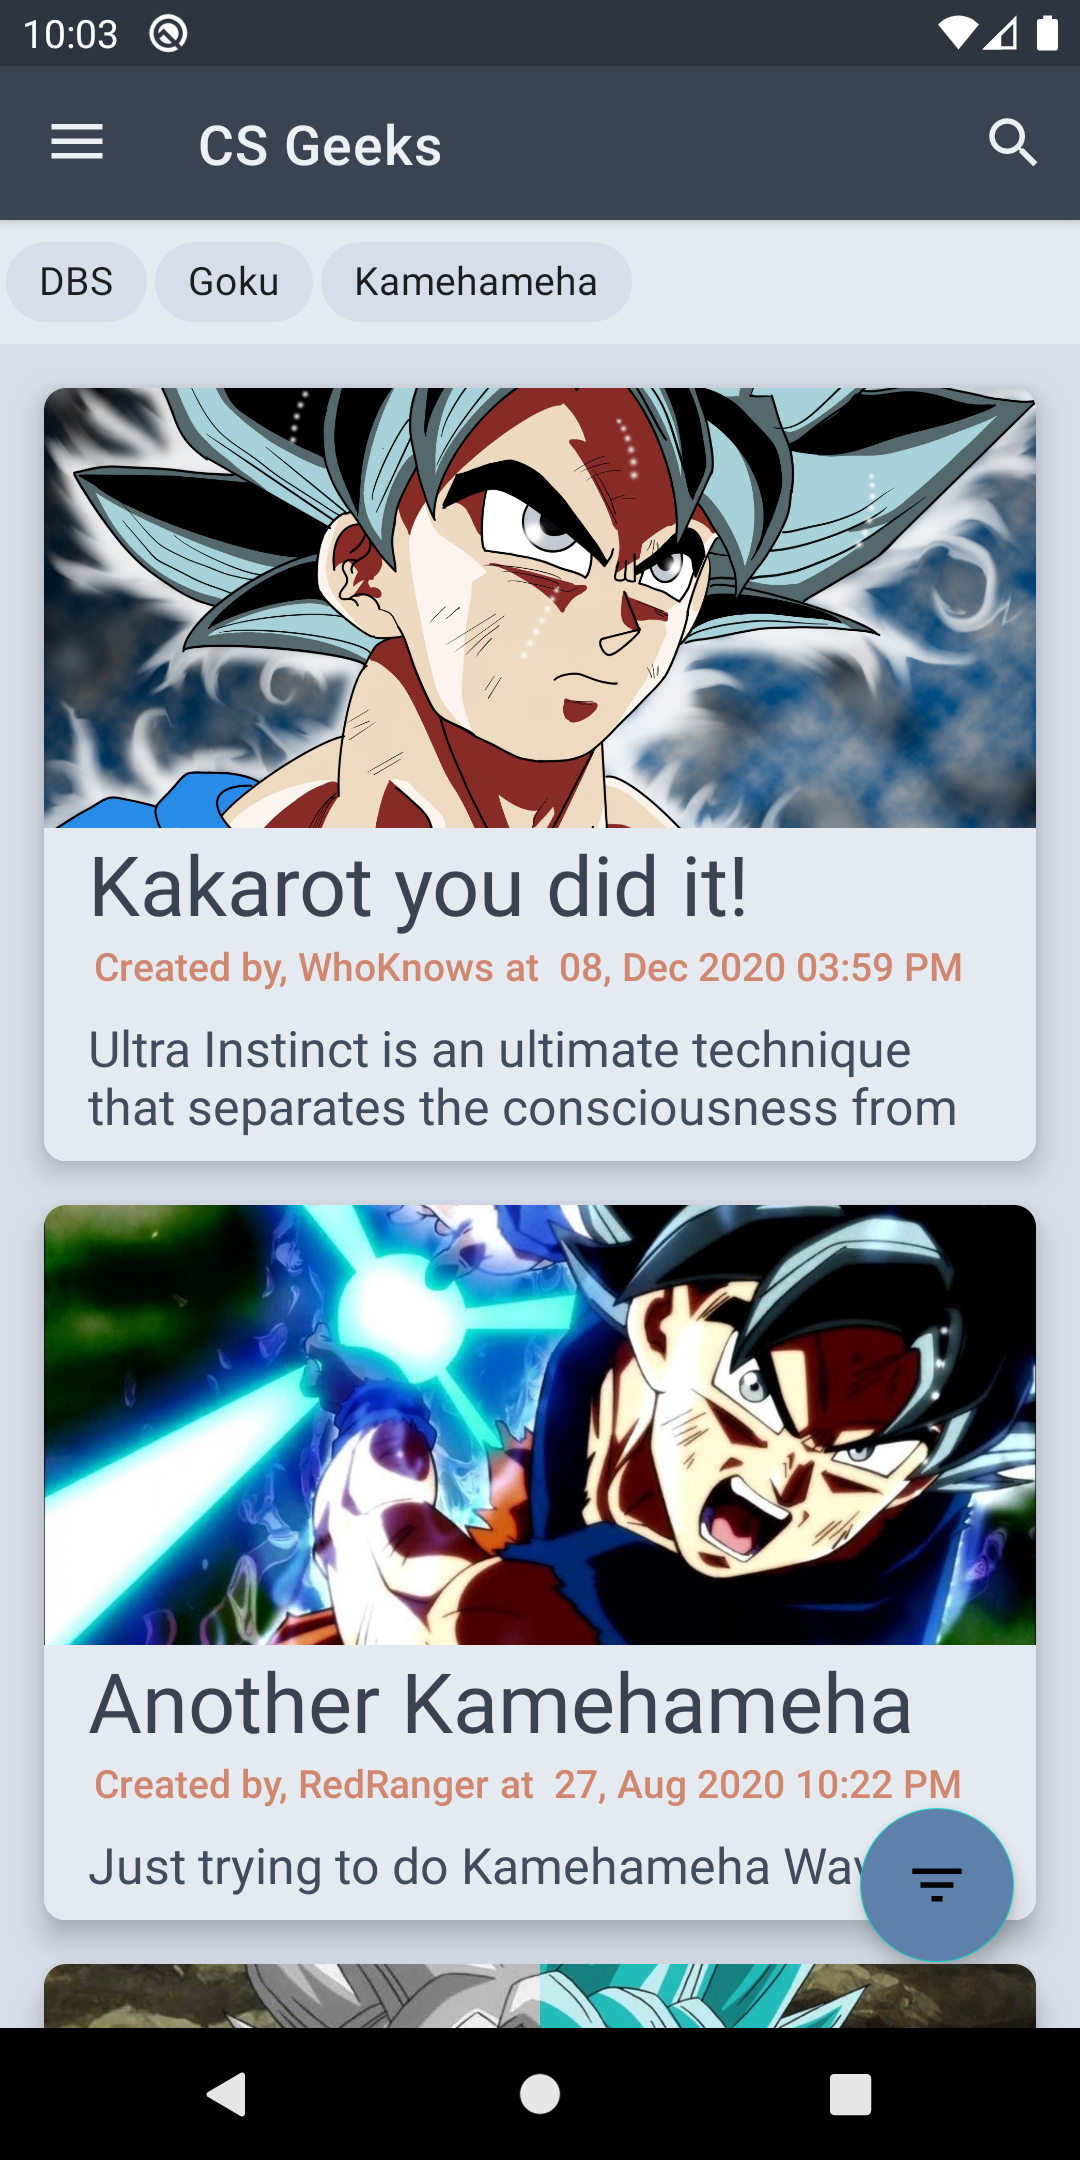 10:03
CS Geeks
DBS Goku Kamehameha
Kakarot you did it!
Created by, WhoKnows at 08, Dec 2020 03:59 PM
Ultra Instinct is an ultimate technique
that separates the consciousness from
Another Kamehameha
Created by, RedRanger at 27, Aug 2020 10:22 PM
Just trying to do Kamehameha